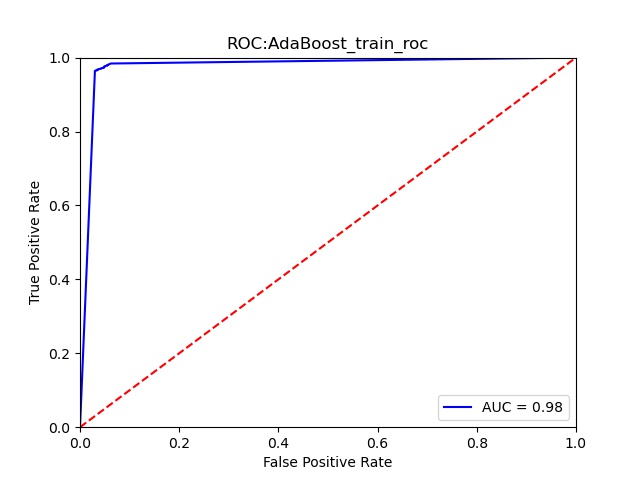 ROC:AdaBoost_train_roc
True Positive Rate
1.0
0.8
0.6
0.4
0.2
0.0
AUC = 0.98
0.0 0.2 0.4 0.6 0.8 1.0
False Positive Rate